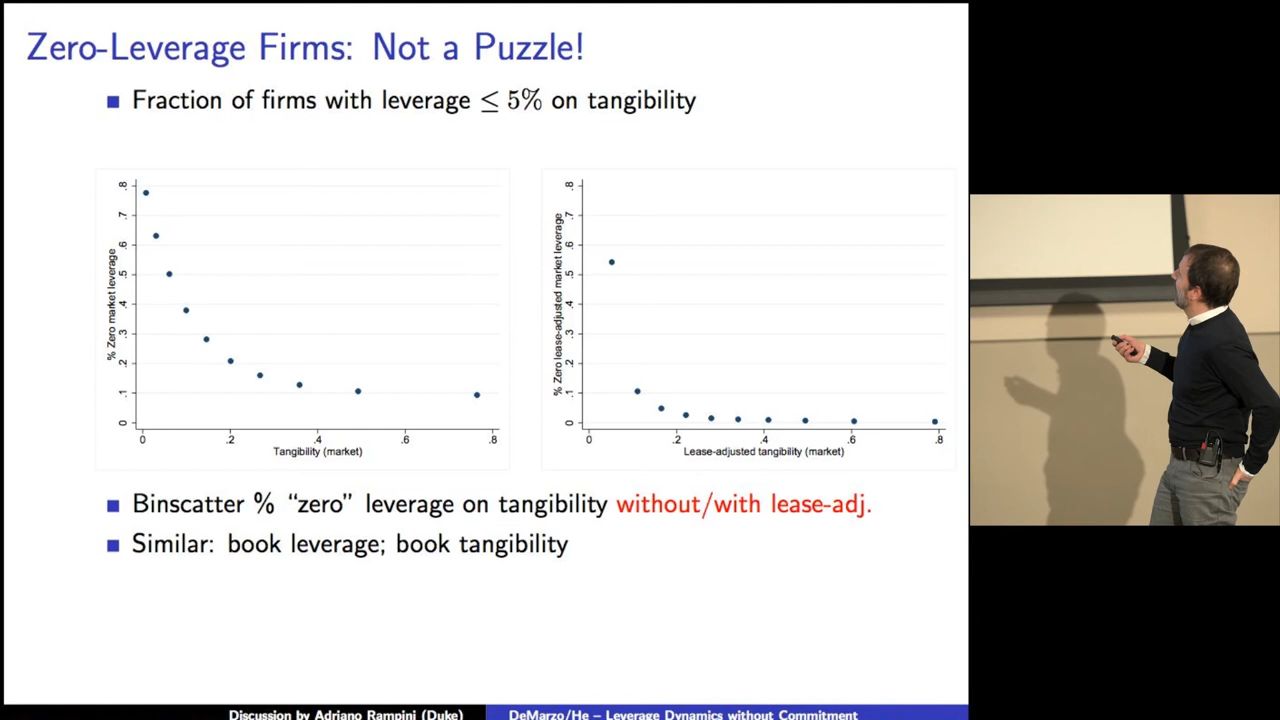 Zero-Leverage Firms: Not a Puzzle!
Fraction of firms with leverage ≤ 5% on tangibility
% Zero market leverage
.8
.7
.6
.5
.4
.3
.2
.1
0
0 .2 .4 .6 .8
Tangibility (market)
% Zero lease-adjusted market leverage
.8
.7
.6
.5
.4
.3
.2
.1
0
0 .2 .4 .6 .8
Lease-adjusted tangibility (market)
Binscatter % “zero” leverage on tangibility without/with lease-adj.
Similar: book leverage; book tangibility
Discussion by Adriano Rampini (Duke) DeMarzo/He – Leverage Dynamics without Commitment